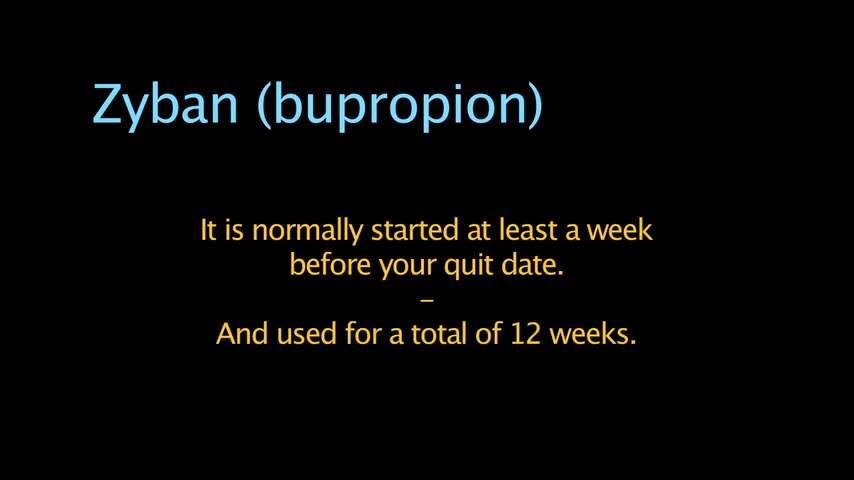 Zyban (bupropion)
It is normally started at least a week
before your quit date.
–
And used for a total of 12 weeks.